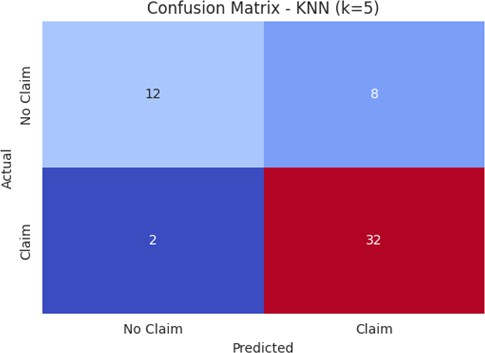 Confusion Matrix - KNN (k=5)
Actual
No Claim
12
8
Claim
2
32
No Claim
Claim
Predicted